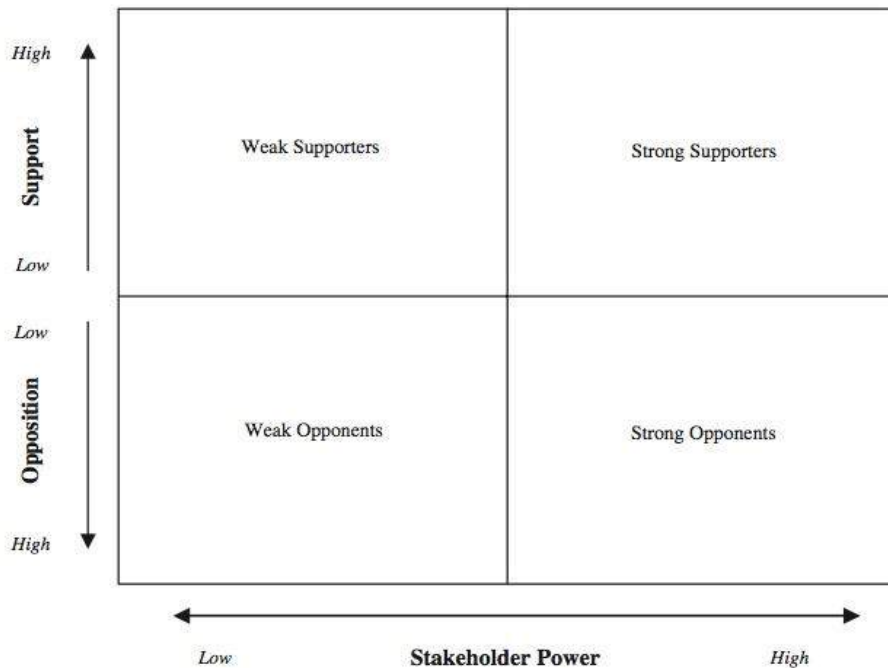 High
Support
Low
Weak Supporters
Strong Supporters
Low
Opposition
High
Weak Opponents
Strong Opponents
Low
Stakeholder Power
High